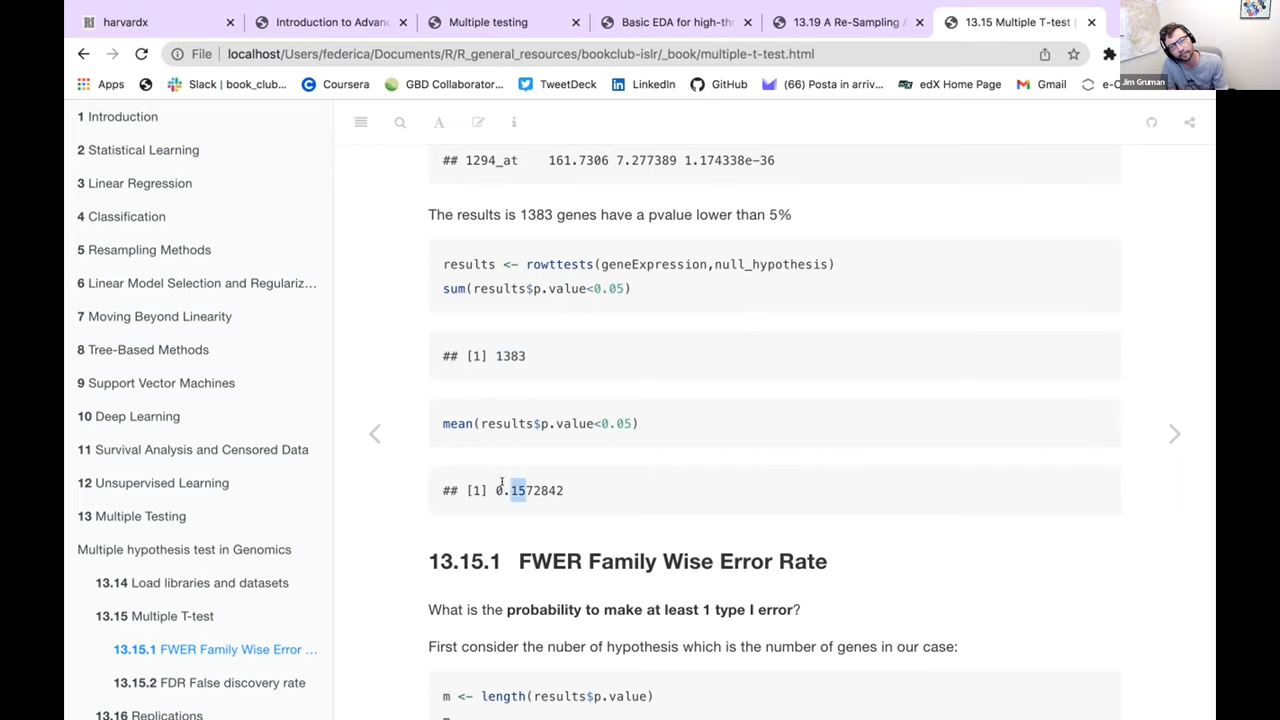 harvardx
Introduction to Advan
Multiple testing
Basic EDA for high-thr
13.19 A Re-Sampling A
13.15 Multiple T-test
File
localhost/Users/federica/Documents/R/R_general_resources/bookclub-islr/_book/multiple-t-test.html
Jim Gruman
Apps
Slack | book_club...
Coursera
GBD Collaborator...
TweetDeck
LinkedIn
GitHub
(66) Posta in arriv...
edX Home Page
Gmail
1 Introduction
2 Statistical Learning
3 Linear Regression
4 Classification
5 Resampling Methods
6 Linear Model Selection and Regulariz...
7 Moving Beyond Linearity
8 Tree-Based Methods
9 Support Vector Machines
10 Deep Learning
11 Survival Analysis and Censored Data
12 Unsupervised Learning
13 Multiple Testing
Multiple hypothesis test in Genomics
13.14 Load libraries and datasets
13.15 Multiple T-test
13.15.1 FWER Family Wise Error ...
13.15.2 FDR False discovery rate
13.16 Replications
## 1294_at 161.7306 7.277389 1.174338e-36
The results is 1383 genes have a pvalue lower than 5%
results <- rowttests(geneExpression,null_hypothesis)
sum(results$p.value<0.05)
## [1] 1383
mean(results$p.value<0.05)
## [1] 0.1572842
13.15.1 FWER Family Wise Error Rate
What is the probability to make at least 1 type I error?
First consider the nuber of hypothesis which is the number of genes in our case:
m <- length(results$p.value)
m